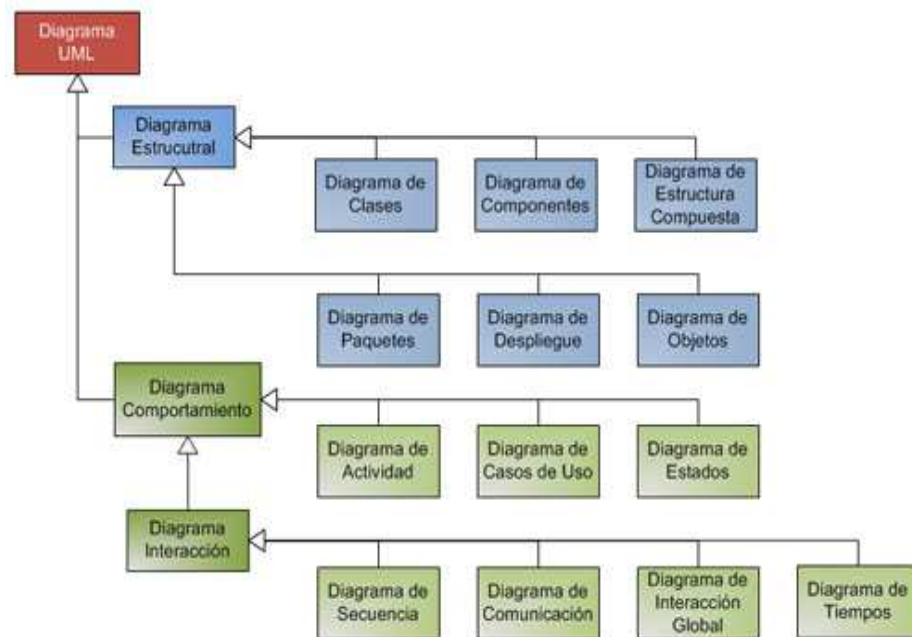 Diagrama
UML
Diagrama
Estrucutral
Diagrama de
Clases
Diagrama de
Componentes
Diagrama de
Estructura
Compuesta
Diagrama de
Paquetes
Diagrama de
Despliegue
Diagrama de
Objetos
Diagrama
Comportamiento
Diagrama de
Actividad
Diagrama de
Casos de Uso
Diagrama de
Estados
Diagrama
Interacción
Diagrama de
Secuencia
Diagrama de
Comunicación
Diagrama de
Interacción
Global
Diagrama de
Tiempos